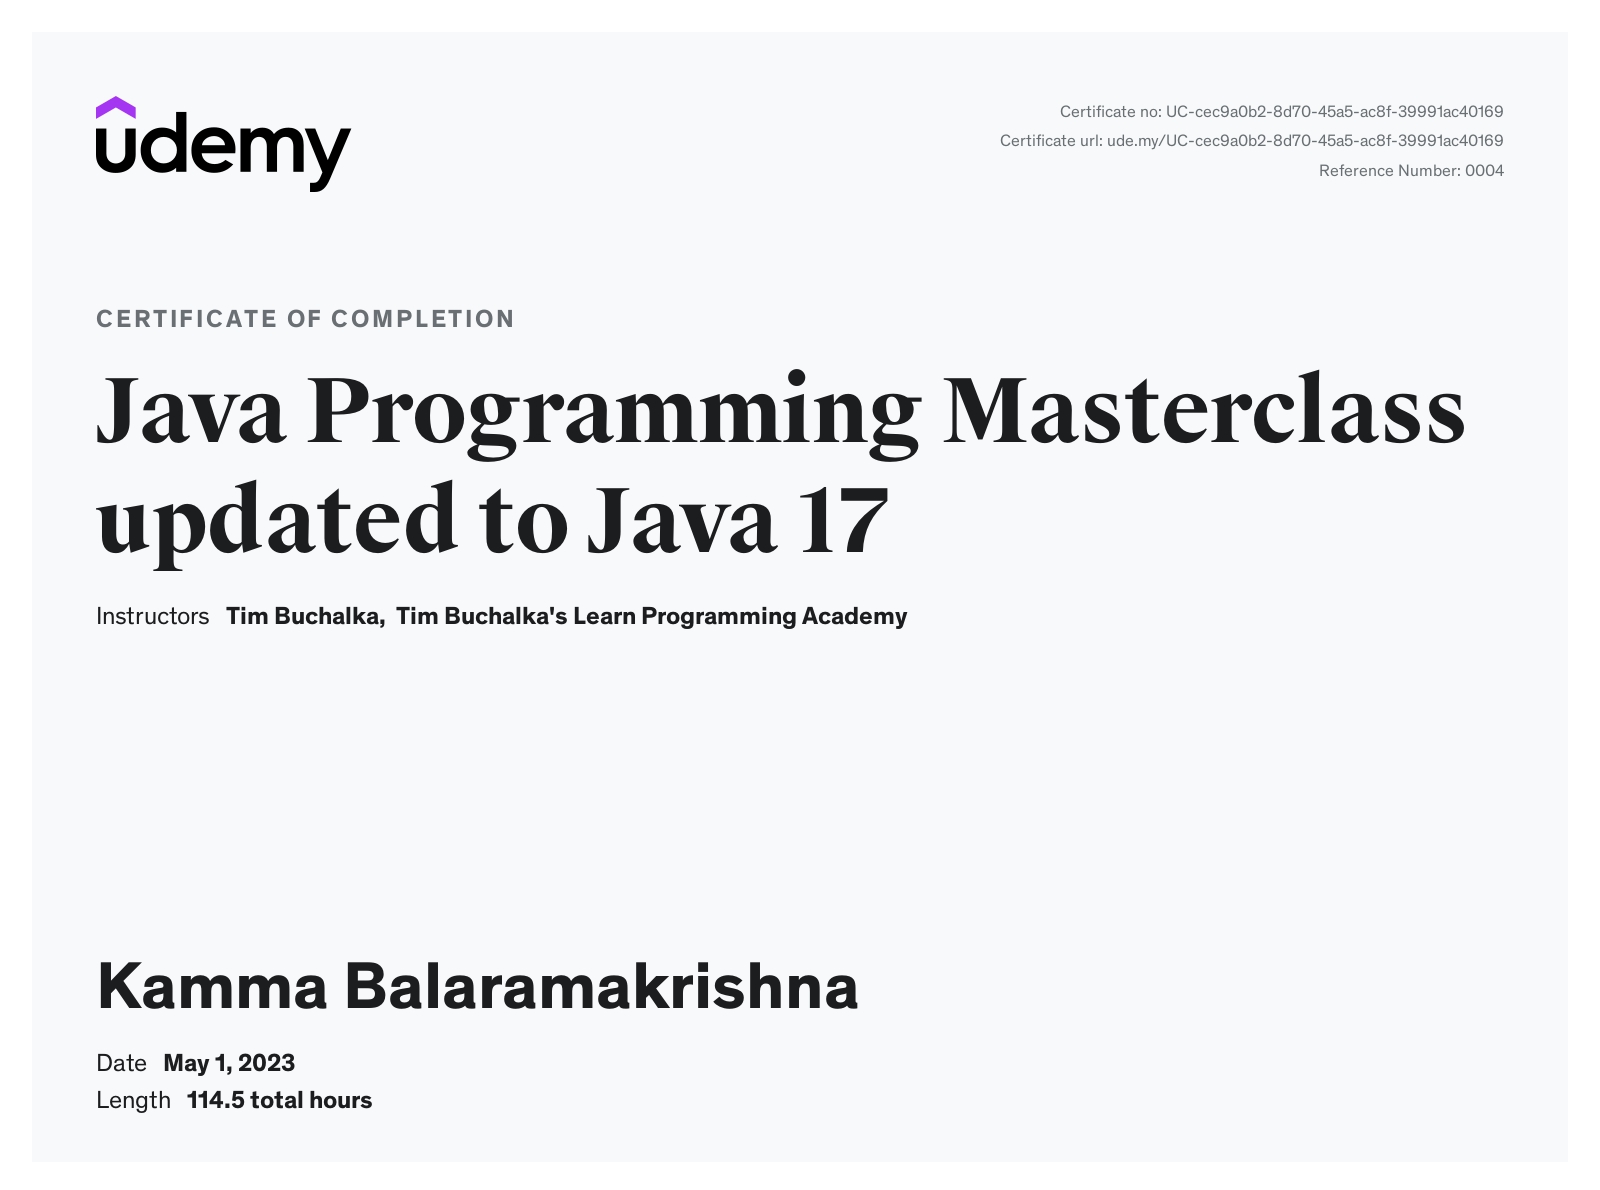 udemy
Certificate no: UC-cec9a0b2-8d70-45a5-ac8f-39991ac40169
Certificate url: ude.my/UC-cec9a0b2-8d70-45a5-ac8f-39991ac40169
Reference Number: 0004
CERTIFICATE OF COMPLETION
Java Programming Masterclass
updated to Java 17
Instructors Tim Buchalka, Tim Buchalka's Learn Programming Academy
Kamma Balaramakrishna
Date May 1, 2023
Length 114.5 total hours